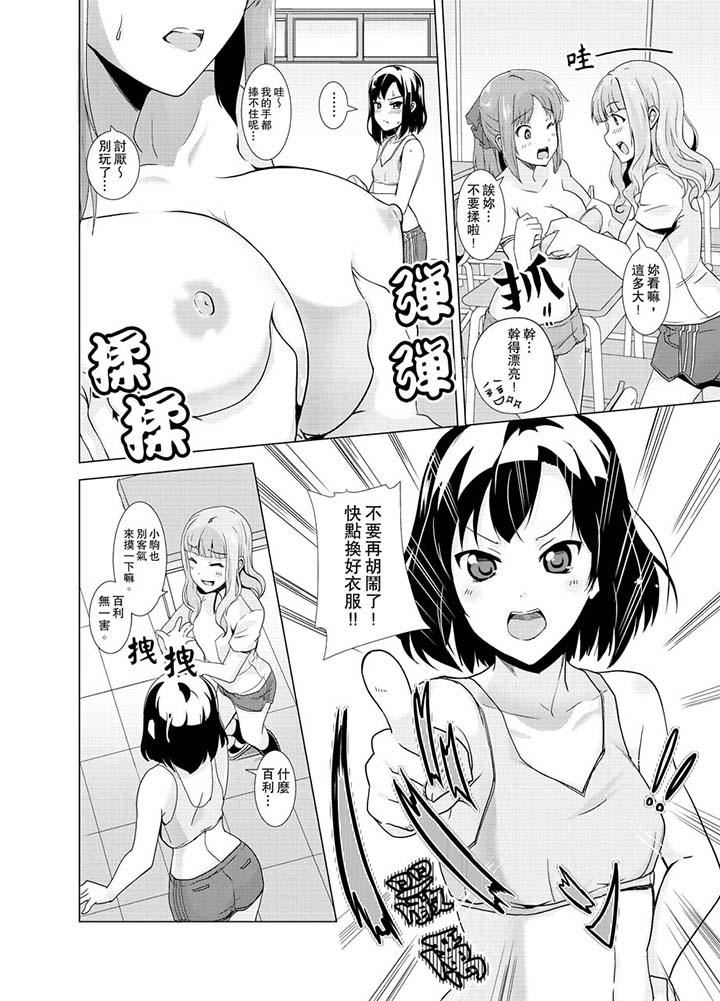 哇
妳看嘛，
這多大！
誒妳…
不要揉啦！
抓
幹…
幹得漂亮！
………
哇～
我的手都
捧不住呢…
討厭～
別玩了…
弾
弾
揉
揉
不要再胡鬧了！
快點換好衣服！！
!!
小駒也
別客氣
來摸一下嘛。
百利
無一害。
拽
拽
什麼
百利…